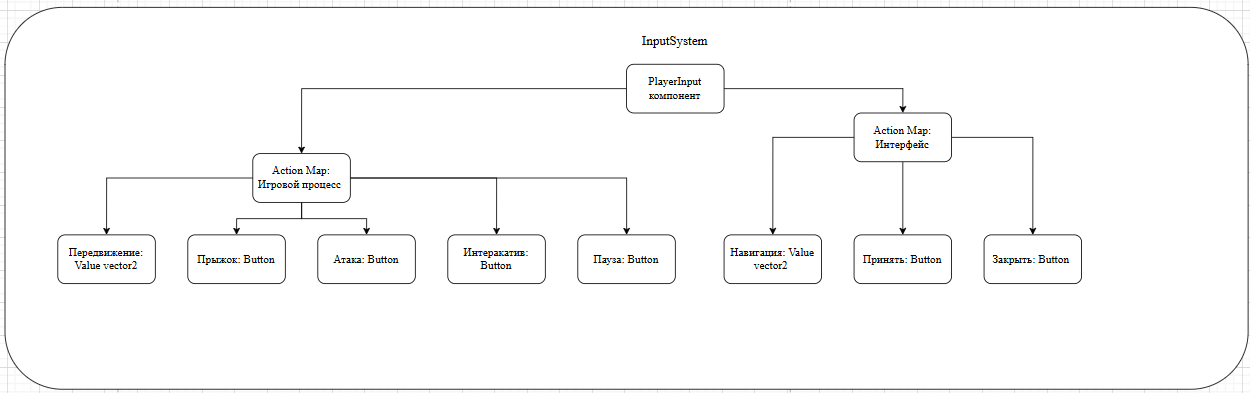 InputSystem
PlayerInput
компонент
Action Map:
Интерфейс
Action Map:
Игровой процесс
Передвижение:
Value vector2
Прыжок: Button
Атака: Button
Интеракатив:
Button
Пауза: Button
Навигация: Value
vector2
Принять: Button
Закрыть: Button